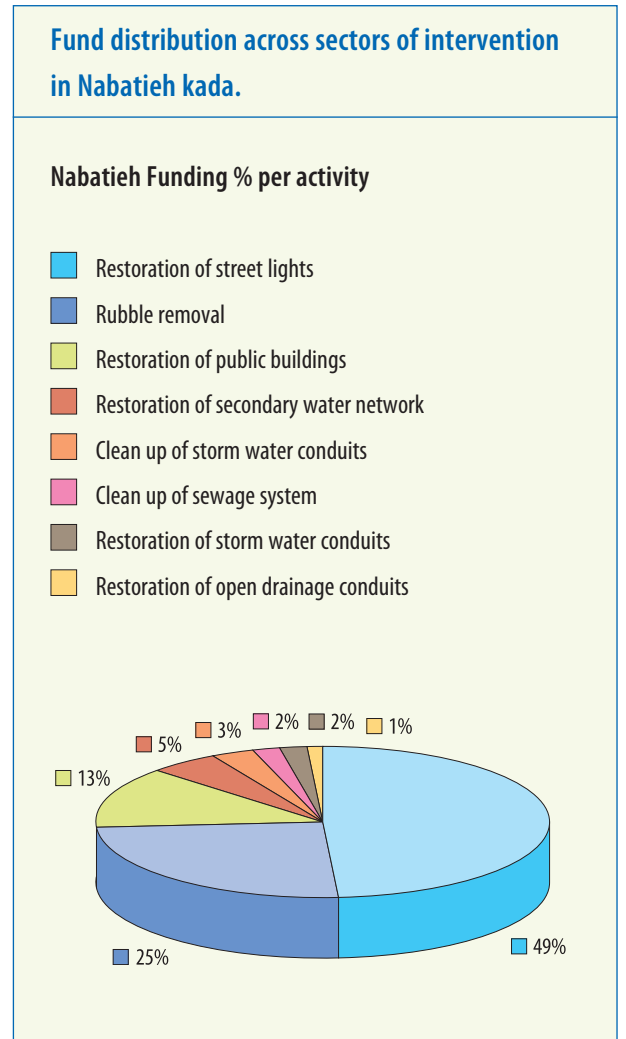 Fund distribution across sectors of intervention
in Nabatieh kada.
Nabatieh Funding % per activity
Restoration of street lights
Rubble removal
Restoration of public buildings
Restoration of secondary water network
Clean up of storm water conduits
Clean up of sewage system
Restoration of storm water conduits
Restoration of open drainage conduits
13%
5%
3%
2%
2%
1%
25%
49%